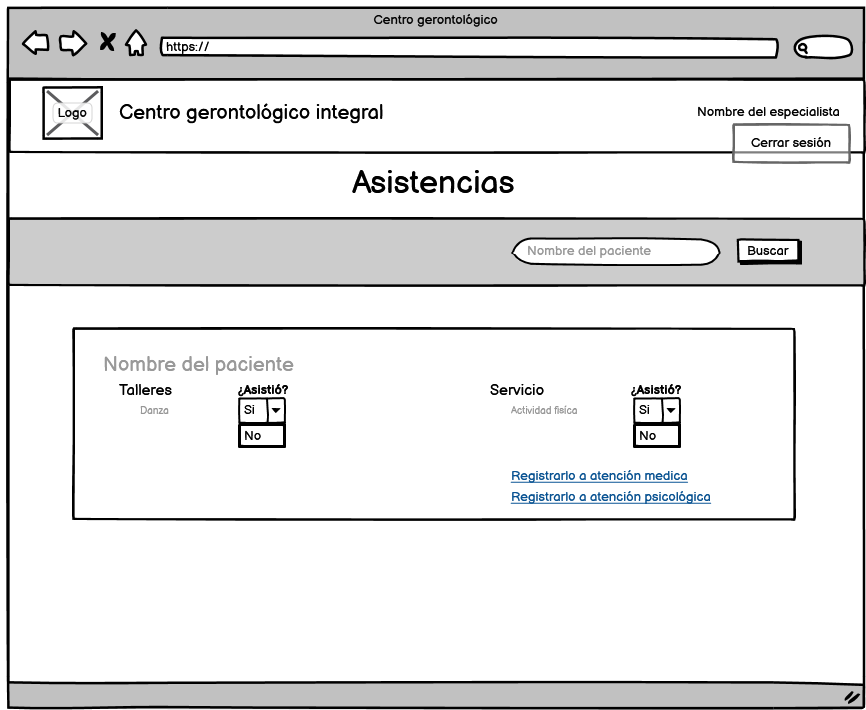 Centro gerontológico
https://
Logo
Centro gerontológico integral
Nombre del especialista
Cerrar sesión
Asistencias
Nombre del paciente
Buscar
Nombre del paciente
Talleres
¿Asistió?
Servicio
¿Asistió?
Danza
Si
Actividad fisica
Si
No
No
Registrarlo a atención medica
Registrarlo a atención psicológica